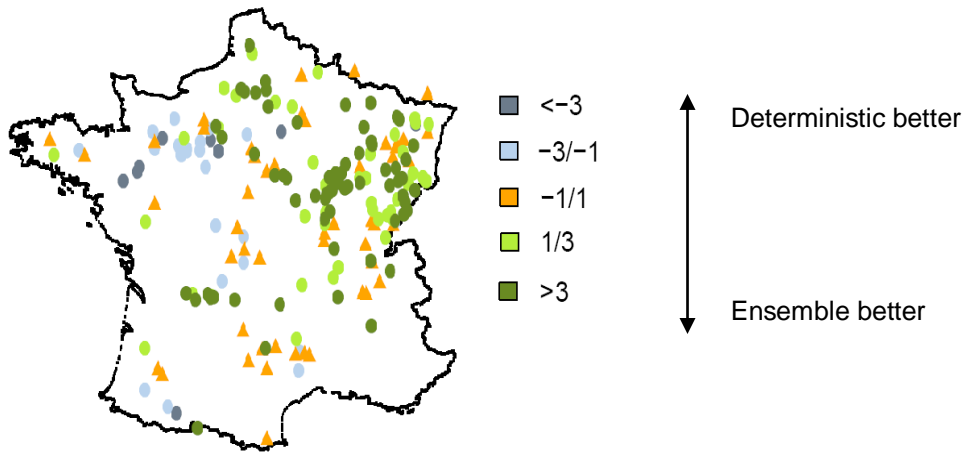 <−3
−3/−1
−1/1
1/3
>3
Deterministic better
Ensemble better